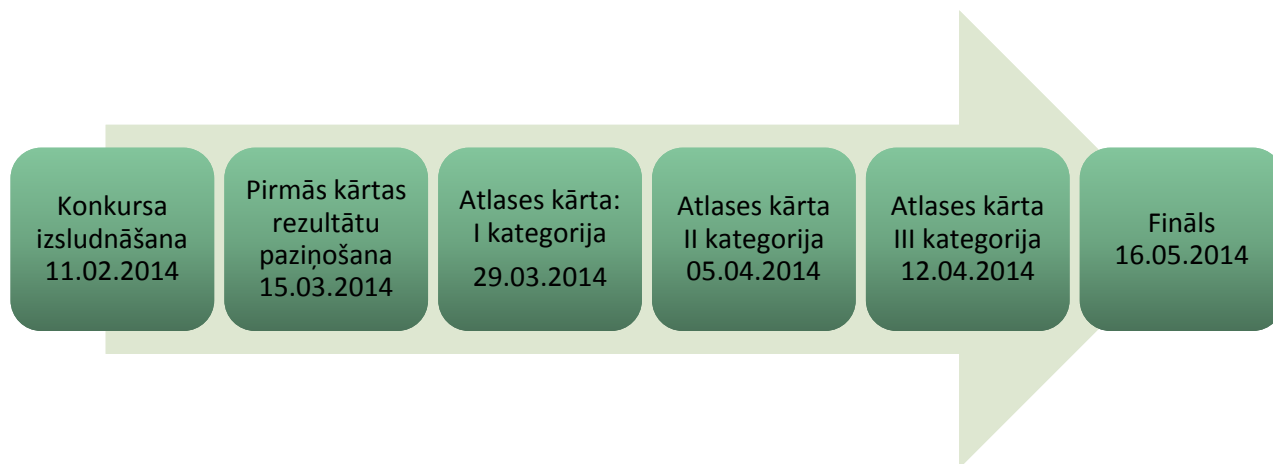 Konkursa
izsludnāšana
11.02.2014
Pirmās kārtas
rezultātu
paziņošana
15.03.2014
Atlases kārta:
I kategorija
29.03.2014
Atlases kārta
II kategorija
05.04.2014
Atlases kārta
III kategorija
12.04.2014
Fināls
16.05.2014